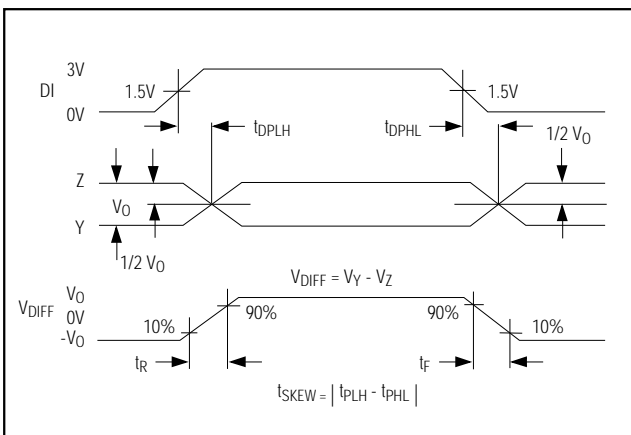 3V
DI
1.5V
1.5V
0V
tDPLH
tDPHL
1/2 VO
Z
VO
Y
1/2 VO
VDIFF = VY - VZ
VO
VDIFF
0V
-VO
10%
90%
90%
10%
tR
tF
tSKEW = | tPLH - tPHL |